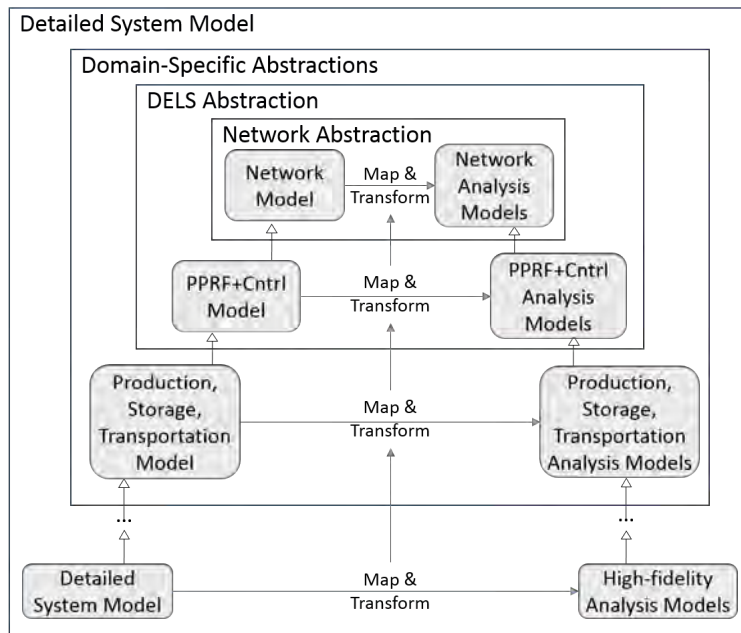 Detailed System Model
Domain-Specific Abstractions
DELS Abstraction
Network Abstraction
Network
Model
Map &
Transform
Network
Analysis
Models
PPRF+Cntrl
Model
Map &
Transform
PPRF+Cntrl
Analysis
Models
Production,
Storage,
Transportation
Model
Map &
Transform
Production,
Storage,
Transportation
Analysis Models
...
...
Detailed
System Model
Map &
Transform
High-fidelity
Analysis Models